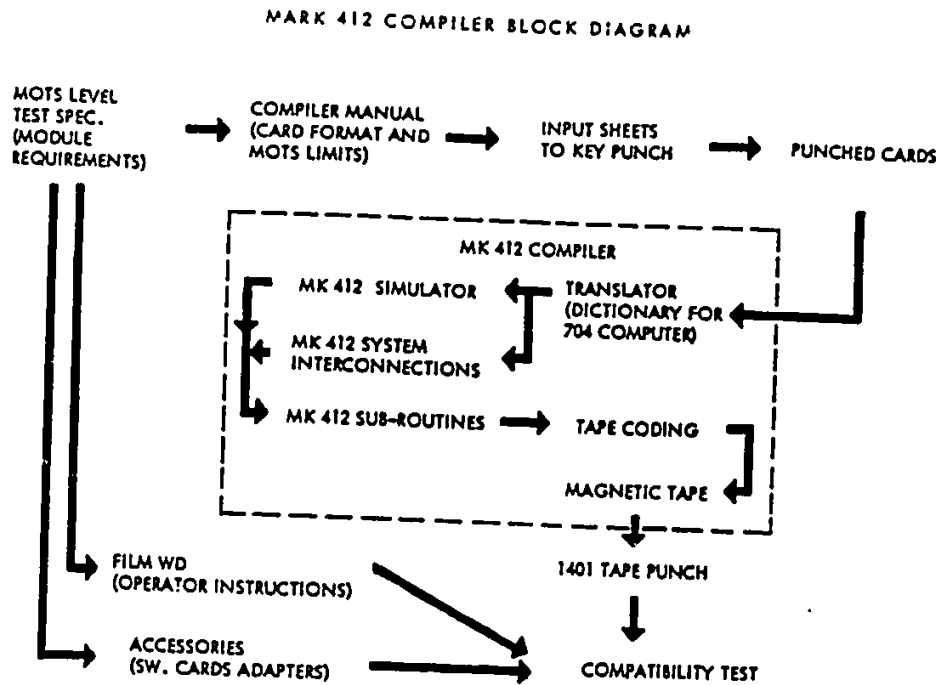 MARK 412 COMPILER BLOCK DIAGRAM
MOTS LEVEL
TEST SPEC.
(MODULE
REQUIREMENTS)
COMPILER MANUAL
(CARD FORMAT AND
MOTS LIMITS)
INPUT SHEETS
TO KEY PUNCH
PUNCHED CARDS
MK 412 COMPILER
MK 412 SIMULATOR
TRANSLATOR
(DICTIONARY FOR
704 COMPUTER)
MK 412 SYSTEM
INTERCONNECTIONS
MK 412 SUB-ROUTINES
TAPE CODING
MAGNETIC TAPE
FILM WD
(OPERATOR INSTRUCTIONS)
1401 TAPE PUNCH
ACCESSORIES
(SW. CARDS ADAPTERS)
COMPATIBILITY TEST